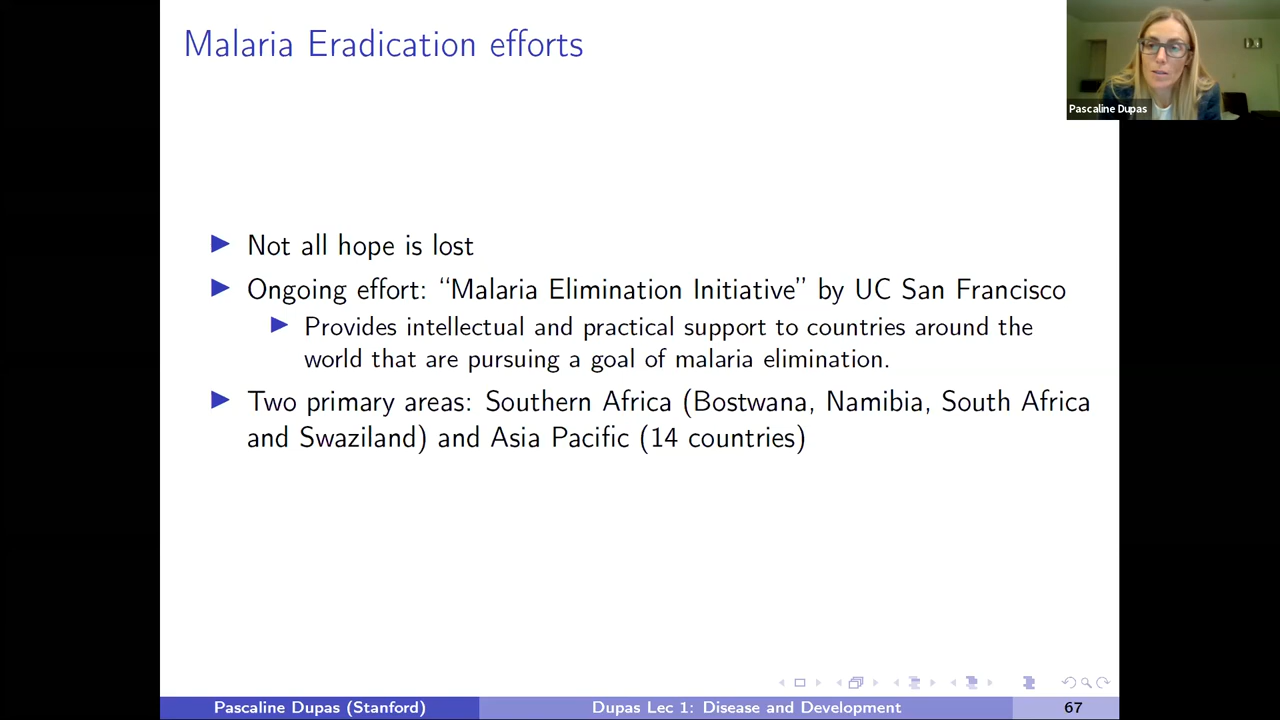 Malaria Eradication efforts
Pascaline Dupas
Not all hope is lost
Ongoing effort: “Malaria Elimination Initiative” by UC San Francisco
Provides intellectual and practical support to countries around the
world that are pursuing a goal of malaria elimination.
Two primary areas: Southern Africa (Bostwana, Namibia, South Africa
and Swaziland) and Asia Pacific (14 countries)
Pascaline Dupas (Stanford)
Dupas Lec 1: Disease and Development
67